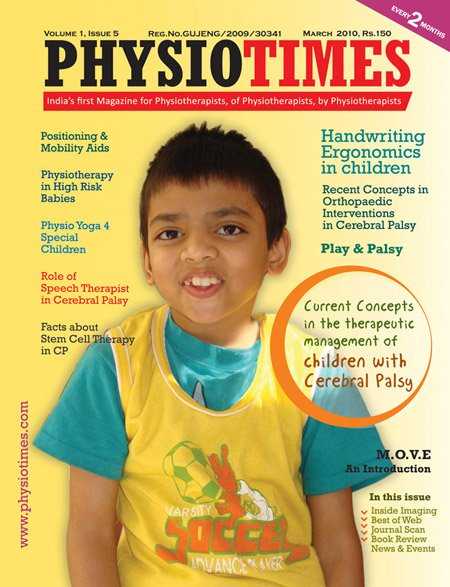 EVERY 2 MONTHS
VOLUME 1, ISSUE 5 REG.NO.GUJENG/2009/30341 MARCH 2010, RS.150
PHYSIOTIMES
India's first Magazine for Physiotherapists, of Physiotherapists, by Physiotherapists
Positioning &
Mobility Aids
Physiotherapy
in High Risk
Babies
Physio Yoga 4
Special
Children
Role of
Speech Therapist
in Cerebral Palsy
Facts about
Stem Cell Therapy
in CP
Handwriting
Ergonomics
in children
Recent Concepts in
Orthopaedic
Interventions
in Cerebral Palsy
Play & Palsy
Current Concepts
in the therapeutic
management of
children with
Cerebral Palsy
M.O.V.E
An Introduction
In this issue
Inside Imaging
Best of Web
Journal Scan
Book Review
News & Events
www.physiotimes.com
VARSITY
SOCCER
ADVANCE PLAYER